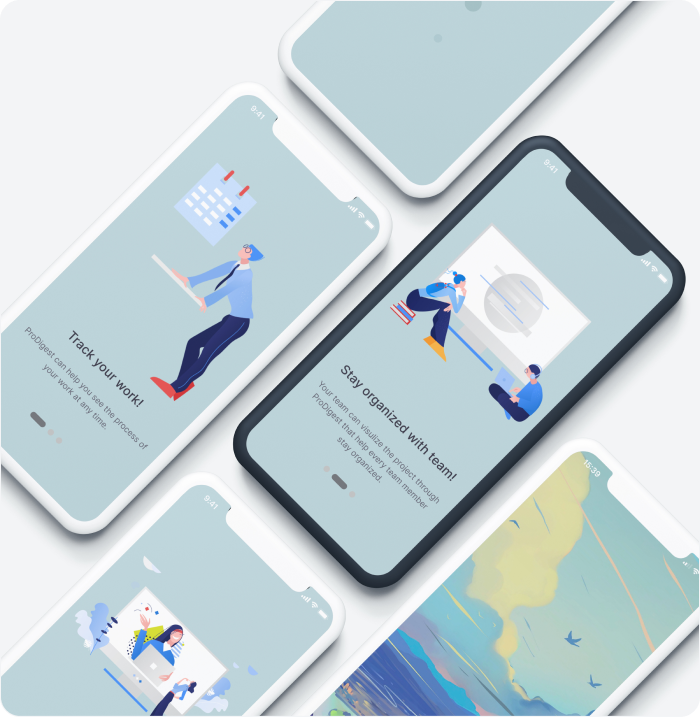 9:41
Track your work!
ProDigest can help you see the process of
your work at any time.
9:41
Stay organized with team!
Your team can visulize the project through
ProDigest that help every team member
stay organized.
9:41
15:39